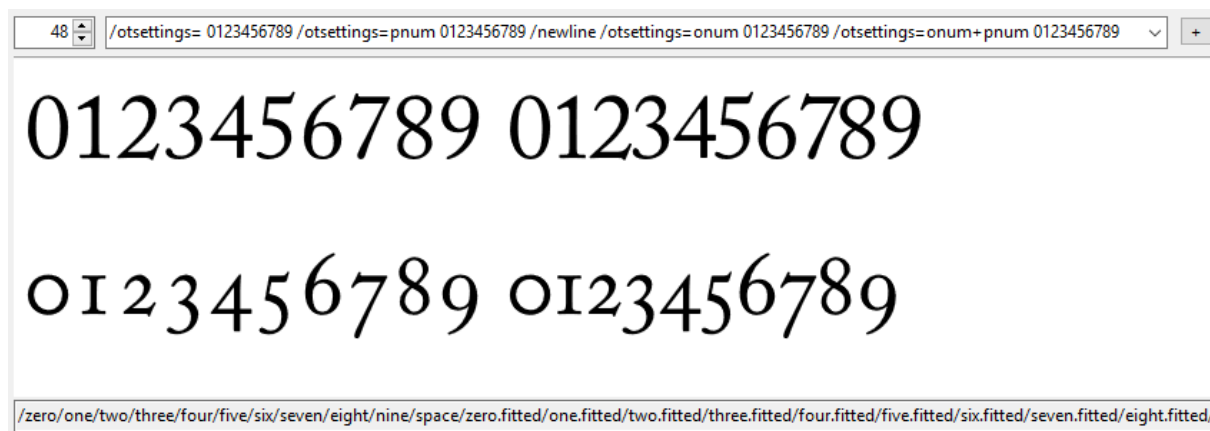 48 /otsettings= 0123456789 /otsettings=pnum 0123456789 /newline /otsettings=onum 0123456789 /otsettings=onum+pnum 0123456789 +
0123456789 0123456789
0123456789 0123456789
/zero/one/two/three/four/five/six/seven/eight/nine/space/zero.fitted/one.fitted/two.fitted/three.fitted/four.fitted/five.fitted/six.fitted/seven.fitted/eight.fitted/